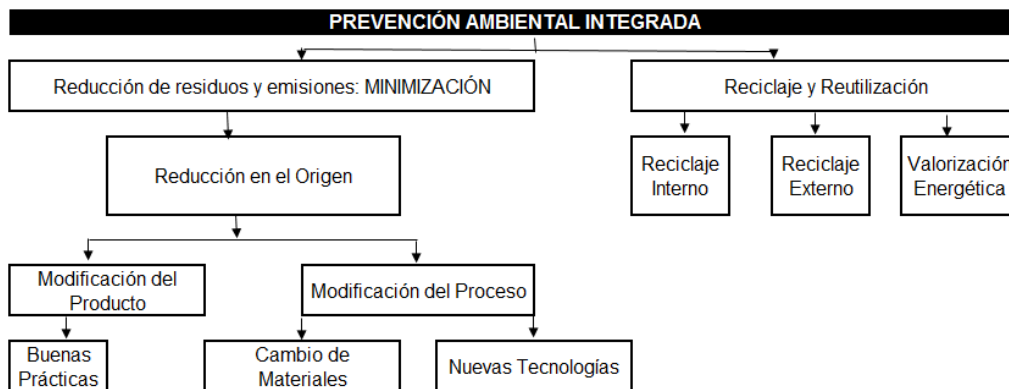 PREVENCIÓN AMBIENTAL INTEGRADA
Reducción de residuos y emisiones: MINIMIZACIÓN
Reciclaje y Reutilización
Reducción en el Origen
Reciclaje
Interno
Reciclaje
Externo
Valorización
Energética
Modificación del
Producto
Modificación del Proceso
Buenas
Prácticas
Cambio de
Materiales
Nuevas Tecnologías